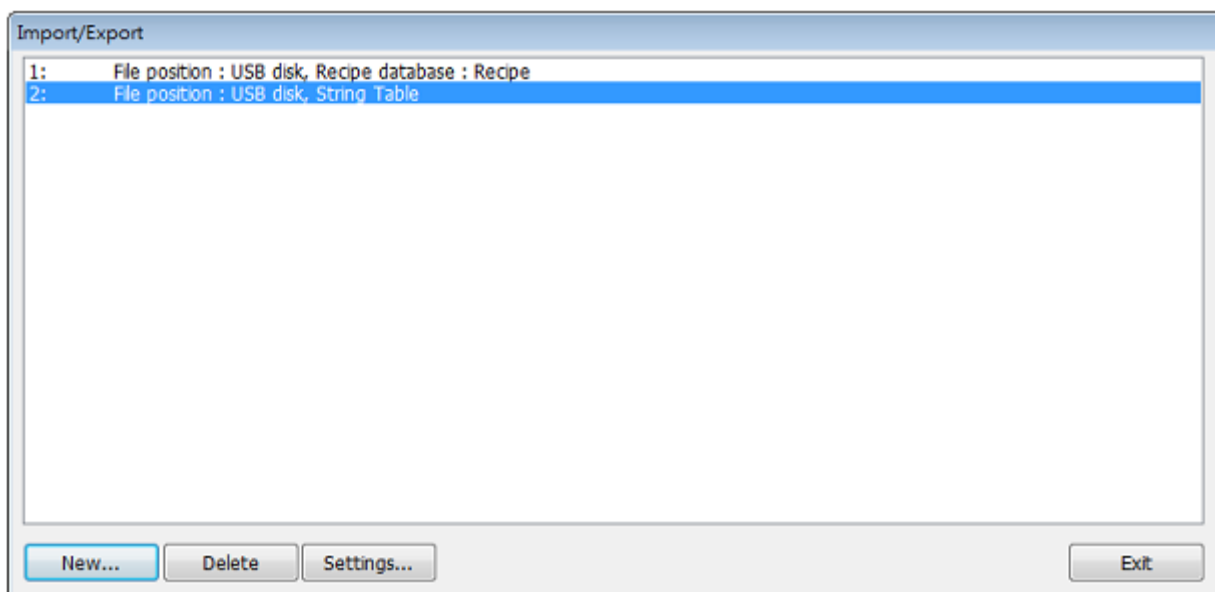 Import/Export
1: File position : USB disk, Recipe database : Recipe
2: File position : USB disk, String Table
New... Delete Settings... Exit